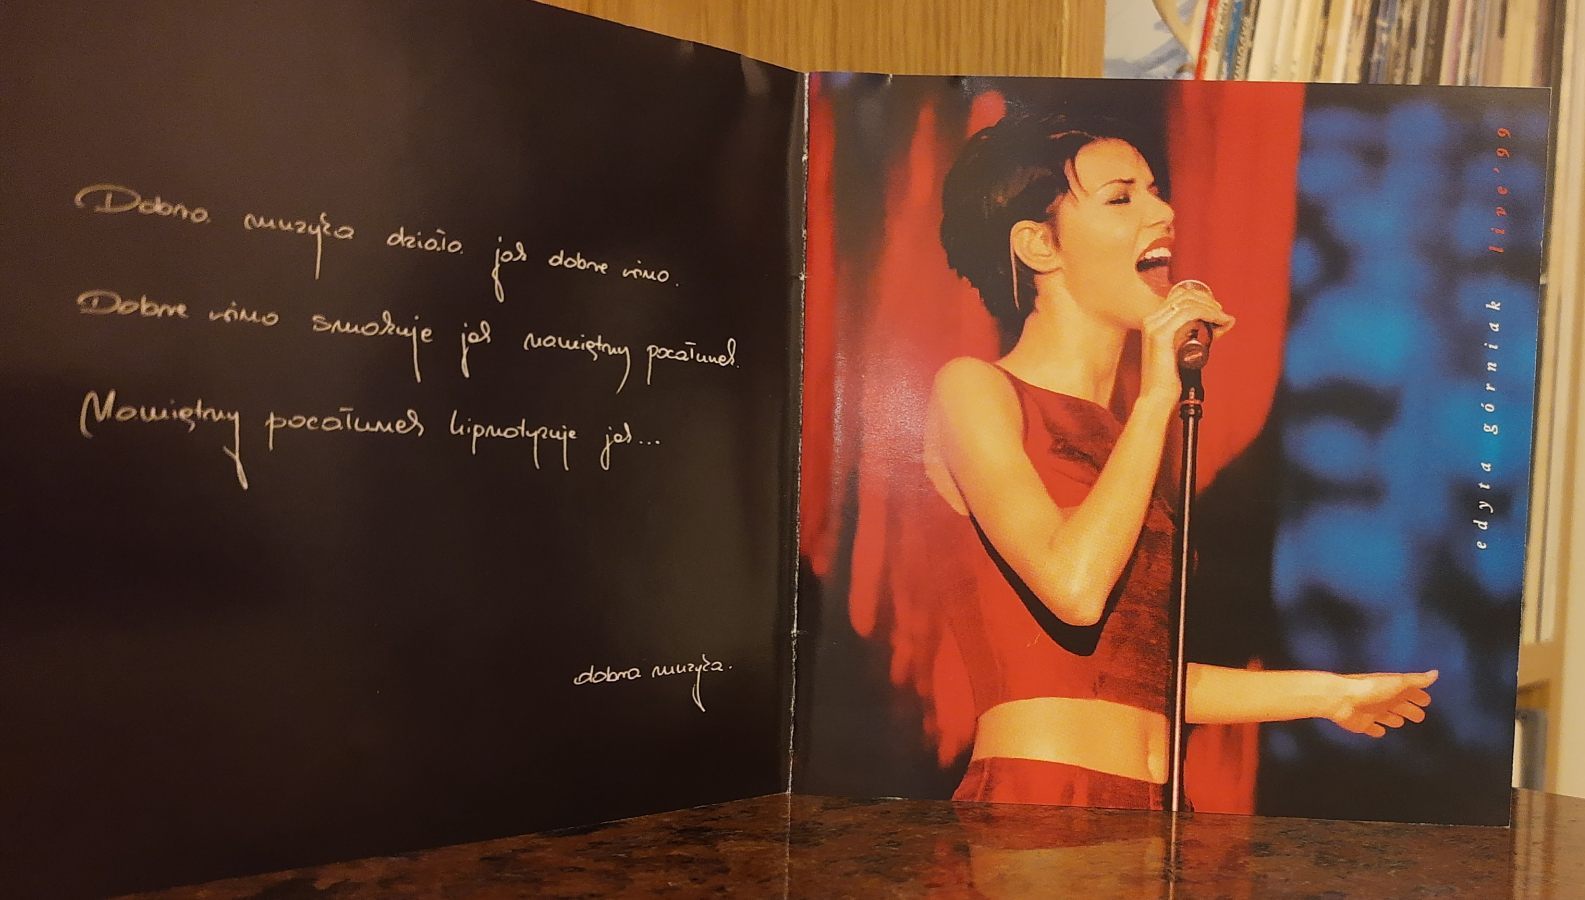 Dobra muzyka działa jak dobre wino.
Dobre wino smakuje jak namiętny pocałunek.
Namiętny pocałunek hipnotyzuje jak...
dobra muzyka.
edyta górniak live'99